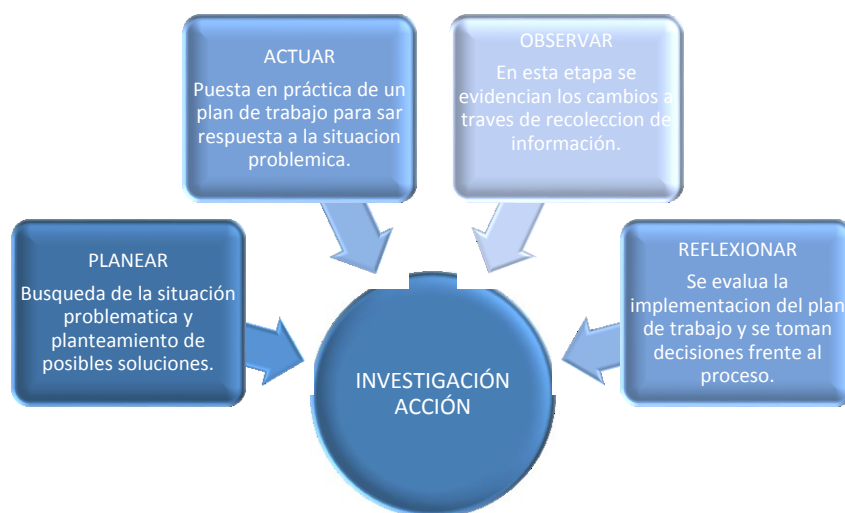 PLANEAR
Busqueda de la situación
problematica y
planteamiento de
posibles soluciones.
ACTUAR
Puesta en práctica de un
plan de trabajo para sar
respuesta a la situacion
problemica.
OBSERVAR
En esta etapa se
evidencian los cambios a
traves de recoleccion de
información.
REFLEXIONAR
Se evalua la
implementacion del plan
de trabajo y se toman
decisiones frente al
proceso.
INVESTIGACIÓN
ACCIÓN